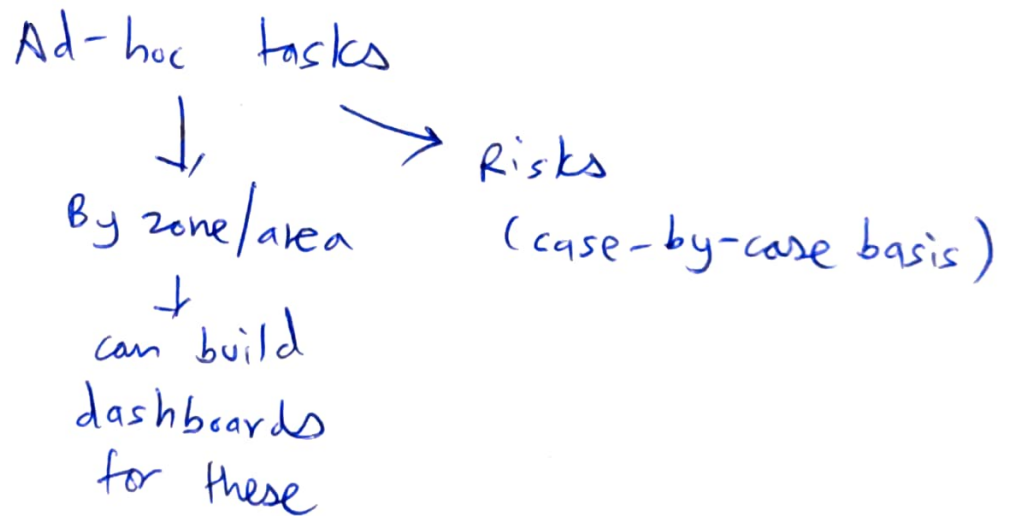 Ad-hoc tasks
Risks
(case-by-case basis)
By zone/area
can build
dashboards
for these